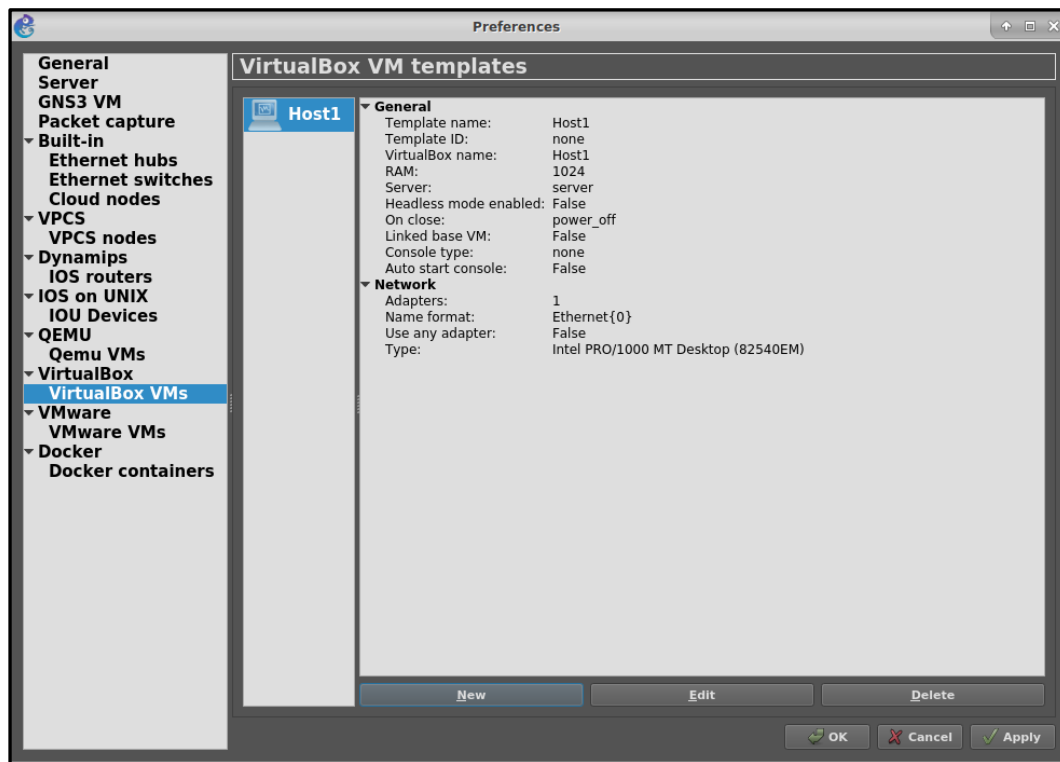 Preferences
General
Server
GNS3 VM
Packet capture
Built-in
Ethernet hubs
Ethernet switches
Cloud nodes
VPCS
VPCS nodes
Dynamips
IOS routers
IOS on UNIX
IOU Devices
QEMU
Qemu VMs
VirtualBox
VirtualBox VMs
VMware
VMware VMs
Docker
Docker containers
VirtualBox VM templates
Host1
General
Template name: Host1
Template ID: none
VirtualBox name: Host1
RAM: 1024
Server: server
Headless mode enabled: False
On close: power_off
Linked base VM: False
Console type: none
Auto start console: False
Network
Adapters: 1
Name format: Ethernet{0}
Use any adapter: False
Type: Intel PRO/1000 MT Desktop (82540EM)
New Edit Delete
OK Cancel Apply